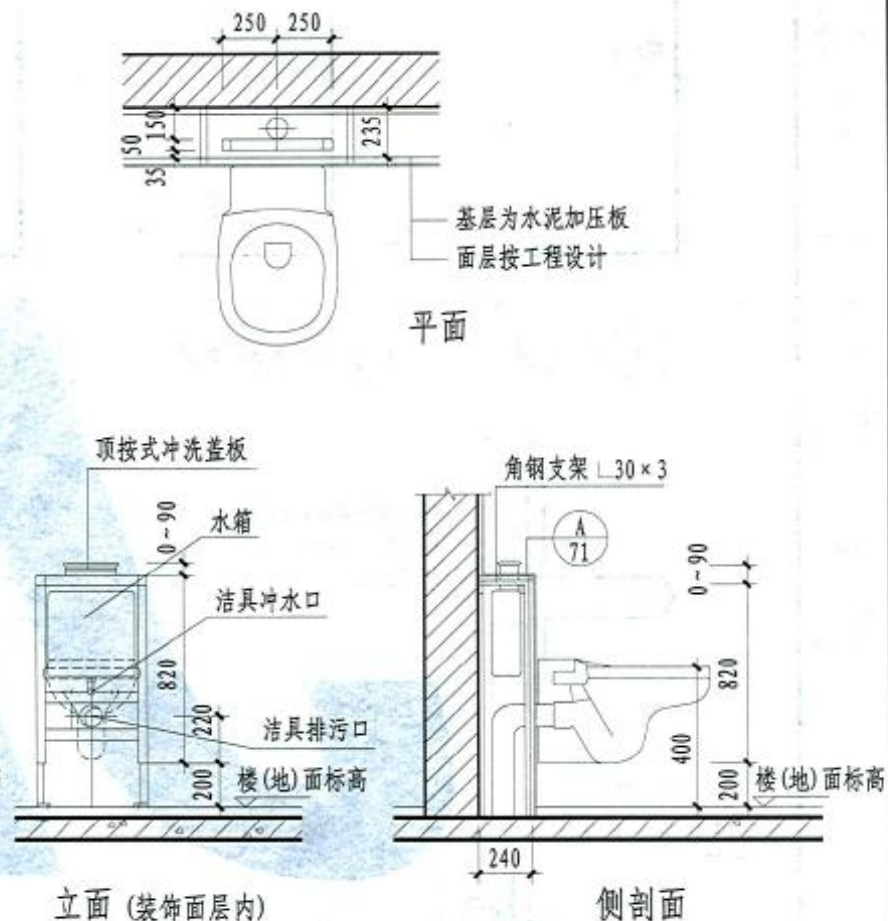 250 250
150
50
35
235
基层为水泥加压板
面层按工程设计
平面
顶按式冲洗盖板
水箱
洁具冲水口
洁具排污口
0~90
820
220
200
楼(地)面标高
立面 (装饰面层内)
角钢支架 ∟30×3
A
71
0~90
820
400
200
楼(地)面标高
240
侧剖面